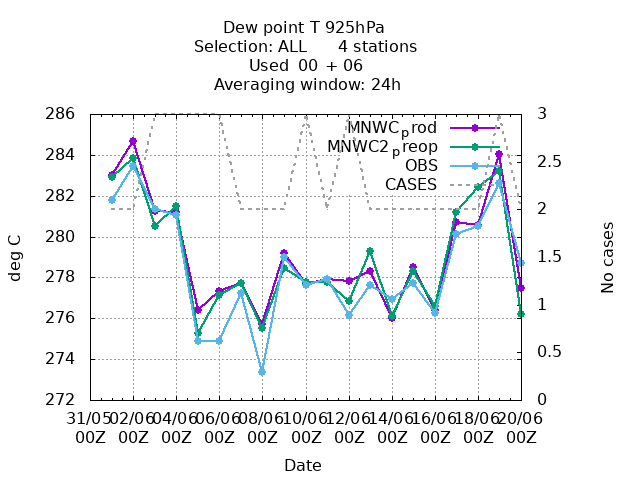 Dew point T 925hPa
Selection: ALL      4 stations
Used  00 + 06
Averaging window: 24h
MNWCprod
MNWC2preop
OBS
CASES
286
284
282
280
278
276
274
272
3
2.5
2
1.5
1
0.5
0
deg C
No cases
31/05 02/06 04/06 06/06 08/06 10/06 12/06 14/06 16/06 18/06 20/06
00Z 00Z 00Z 00Z 00Z 00Z 00Z 00Z 00Z 00Z 00Z
Date